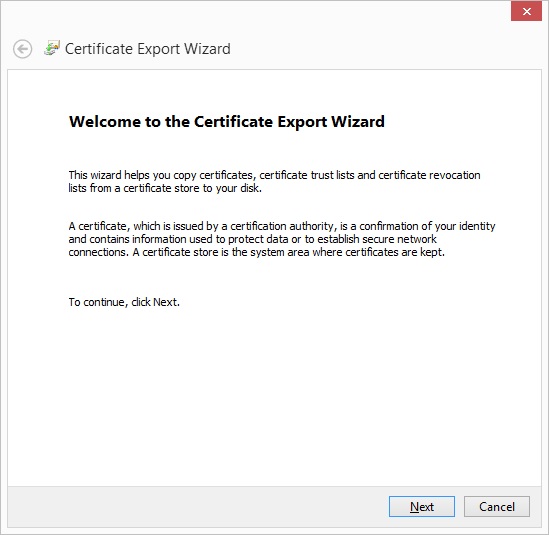 Certificate Export Wizard
Welcome to the Certificate Export Wizard
This wizard helps you copy certificates, certificate trust lists and certificate revocation
lists from a certificate store to your disk.
A certificate, which is issued by a certification authority, is a confirmation of your identity
and contains information used to protect data or to establish secure network
connections. A certificate store is the system area where certificates are kept.
To continue, click Next.
Next Cancel